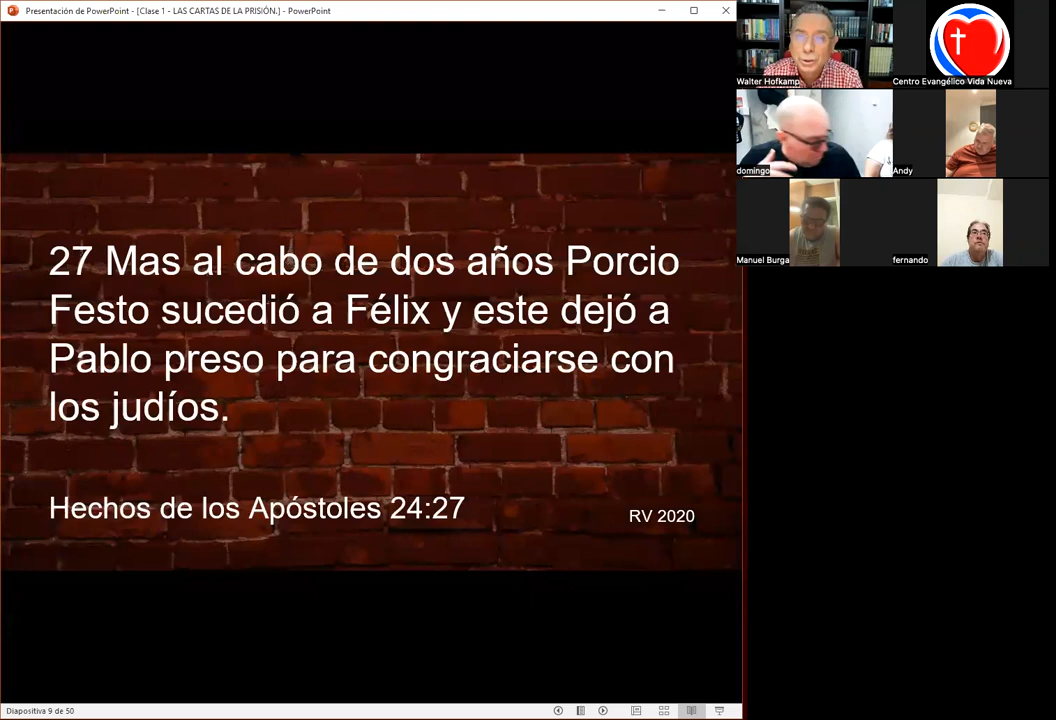 Presentación de PowerPoint - [Clase 1 - LAS CARTAS DE LA PRISIÓN.] - PowerPoint
27 Mas al cabo de dos años Porcio
Festo sucedió a Félix y este dejó a
Pablo preso para congraciarse con
los judíos.
Hechos de los Apóstoles 24:27
RV 2020
Diapositiva 9 de 50
Walter Hofkamp
Centro Evangélico Vida Nueva
domingo
Andy
Manuel Burga
fernando